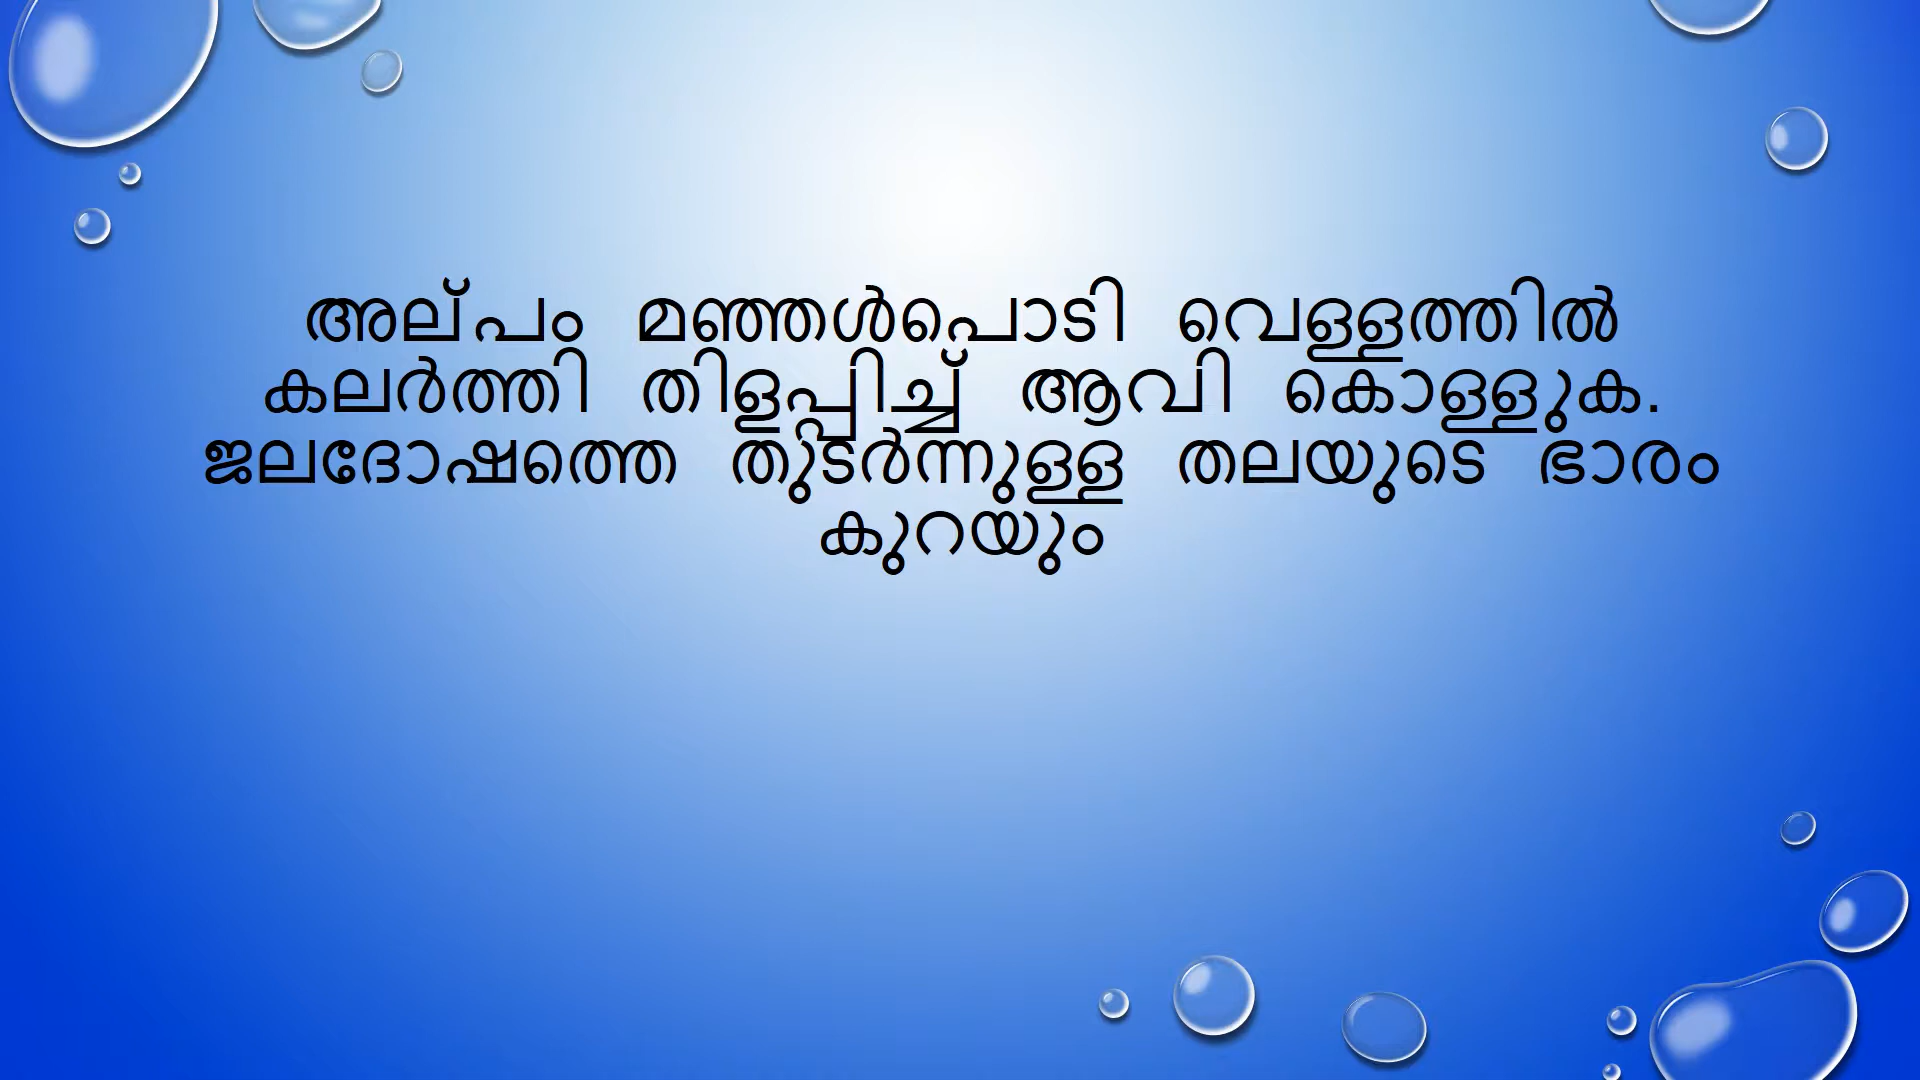 അല്പം മഞ്ഞൾപൊടി വെള്ളത്തിൽ
കലർത്തി തിളപ്പിച്ച് ആവി കൊള്ളുക.
ജലദോഷത്തെ തുടർന്നുള്ള തലയുടെ ഭാരം
കുറയും